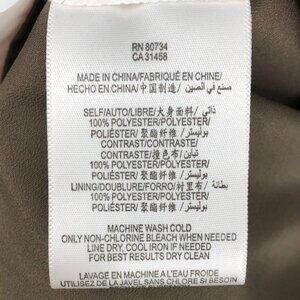 RN 80734
CA 31458
MADE IN CHINA/FABRIQUÉ EN CHINE/
HECHO EN CHINA/中国制造/ صنع في الصين
SELF/AUTO/LIBRE/大身面料/ ذاتي/
100% POLYESTER/POLYESTER/
POLIÉSTER/聚酯纤维/ بوليستر/
CONTRAST/CONTRASTE/
CONTRASTE/撞色布/ تباين/
100% POLYESTER/POLYESTER/
POLIÉSTER/聚酯纤维/ بوليستر/
LINING/DOUBLURE/FORRO/衬里布/ بطانة/
100% POLYESTER/POLYESTER/
POLIÉSTER/聚酯纤维/ بوليستر
MACHINE WASH COLD
ONLY NON-CHLORINE BLEACH WHEN NEEDED
LINE DRY, COOL IRON IF NEEDED
FOR BEST RESULTS DRY CLEAN
LAVAGE EN MACHINE A L'EAU FROIDE
UTILISEZ DE LA JAVEL SANS CHLORE SI BESOIN